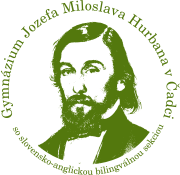 Gymnázium Jozefa Miloslava Hurbana v Čadci
so slovensko-anglickou bilingválnou sekciou